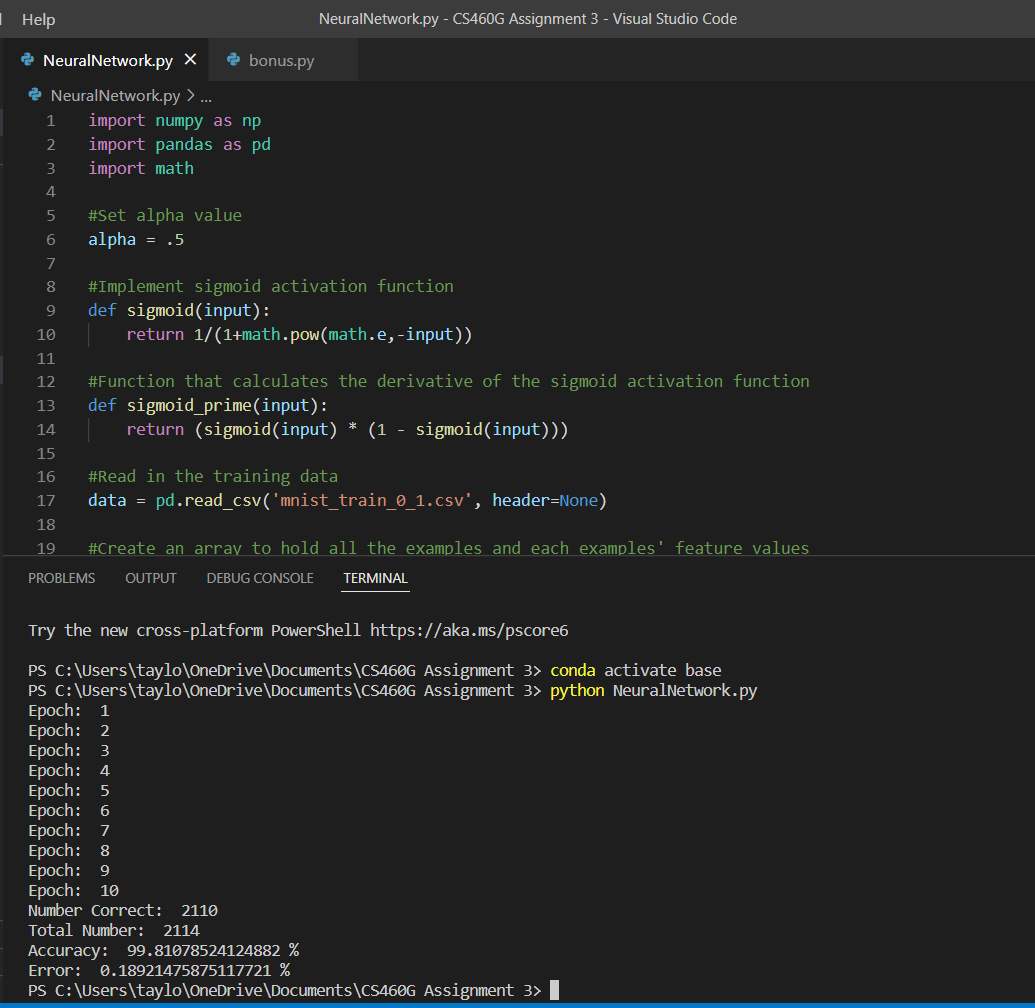 Help
NeuralNetwork.py - CS460G Assignment 3 - Visual Studio Code
NeuralNetwork.py ✕ bonus.py
NeuralNetwork.py > ...
1 import numpy as np
2 import pandas as pd
3 import math
4
5 #Set alpha value
6 alpha = .5
7
8 #Implement sigmoid activation function
9 def sigmoid(input):
10     return 1/(1+math.pow(math.e,-input))
11
12 #Function that calculates the derivative of the sigmoid activation function
13 def sigmoid_prime(input):
14     return (sigmoid(input) * (1 - sigmoid(input)))
15
16 #Read in the training data
17 data = pd.read_csv('mnist_train_0_1.csv', header=None)
18
19 #Create an array to hold all the examples and each examples' feature values
PROBLEMS OUTPUT DEBUG CONSOLE TERMINAL
Try the new cross-platform PowerShell https://aka.ms/pscore6
PS C:\Users\taylo\OneDrive\Documents\CS460G Assignment 3> conda activate base
PS C:\Users\taylo\OneDrive\Documents\CS460G Assignment 3> python NeuralNetwork.py
Epoch:  1
Epoch:  2
Epoch:  3
Epoch:  4
Epoch:  5
Epoch:  6
Epoch:  7
Epoch:  8
Epoch:  9
Epoch:  10
Number Correct:  2110
Total Number:  2114
Accuracy:  99.81078524124882 %
Error:  0.18921475875117721 %
PS C:\Users\taylo\OneDrive\Documents\CS460G Assignment 3>